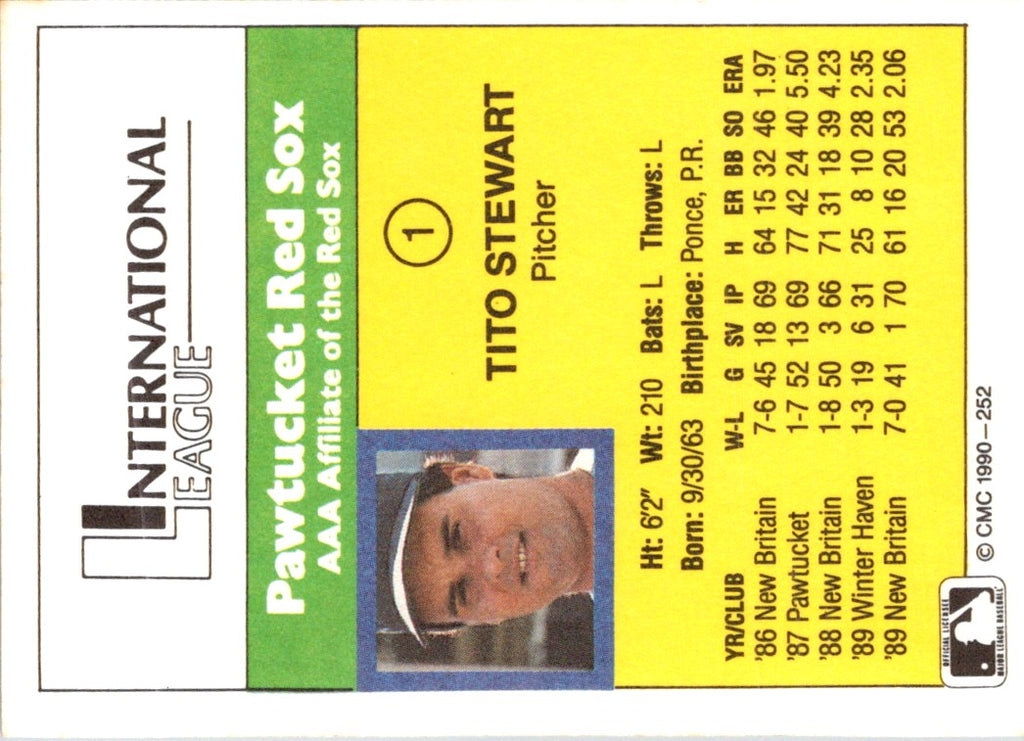 INTERNATIONAL
LEAGUE
Pawtucket Red Sox
AAA Affiliate of the Red Sox
1
TITO STEWART
Pitcher
Ht: 6'2" Wt: 210 Bats: L Throws: L
Born: 9/30/63 Birthplace: Ponce, P.R.
YR/CLUB W-L G SV IP H ER BB SO ERA
'86 New Britain 7-6 45 18 69 64 15 32 46 1.97
'87 Pawtucket 1-7 52 13 69 77 42 24 40 5.50
'88 New Britain 1-8 50 3 66 71 31 18 39 4.23
'89 Winter Haven 1-3 19 6 31 25 8 10 28 2.35
'89 New Britain 7-0 41 1 70 61 16 20 53 2.06
OFFICIAL LICENSEE
MAJOR LEAGUE BASEBALL
© CMC 1990–252